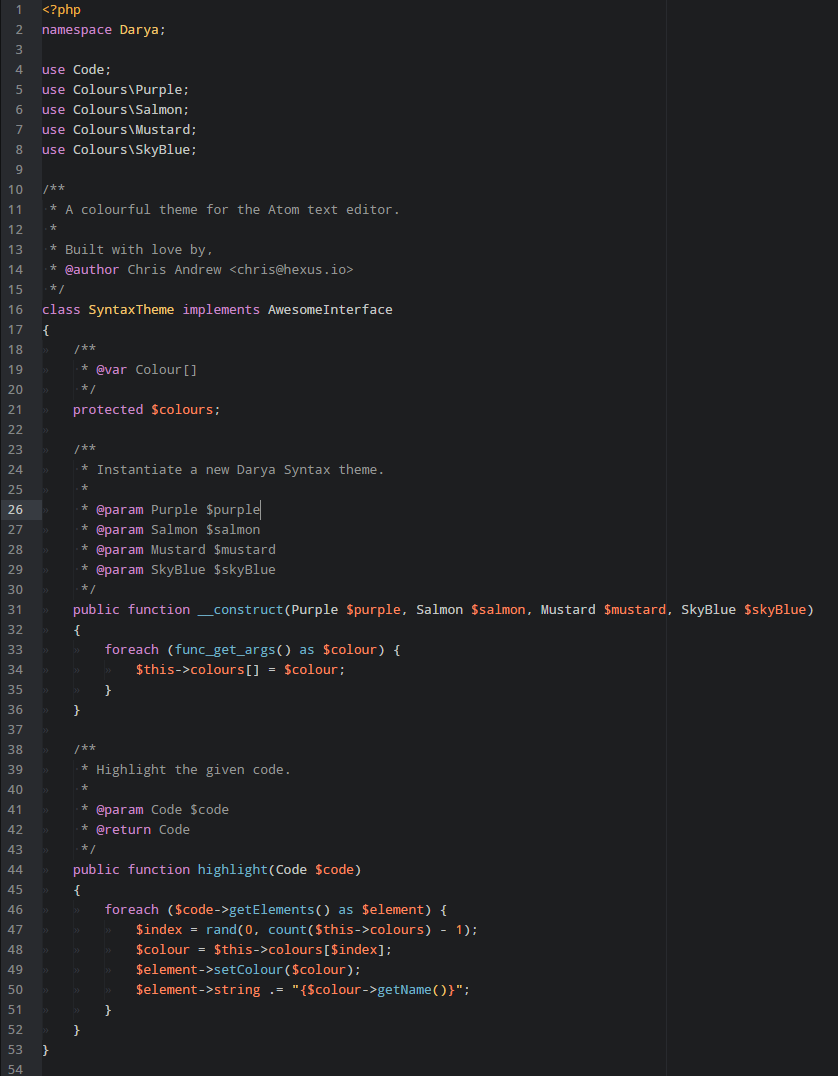 1 <?php
2 namespace Darya;
3
4 use Code;
5 use Colours\Purple;
6 use Colours\Salmon;
7 use Colours\Mustard;
8 use Colours\SkyBlue;
9
10 /**
11  * A colourful theme for the Atom text editor.
12  *
13  * Built with love by,
14  * @author Chris Andrew <chris@hexus.io>
15  */
16 class SyntaxTheme implements AwesomeInterface
17 {
18     /**
19      * @var Colour[]
20      */
21     protected $colours;
22
23     /**
24      * Instantiate a new Darya Syntax theme.
25      *
26      * @param Purple $purple
27      * @param Salmon $salmon
28      * @param Mustard $mustard
29      * @param SkyBlue $skyBlue
30      */
31     public function __construct(Purple $purple, Salmon $salmon, Mustard $mustard, SkyBlue $skyBlue)
32     {
33         foreach (func_get_args() as $colour) {
34             $this->colours[] = $colour;
35         }
36     }
37
38     /**
39      * Highlight the given code.
40      *
41      * @param Code $code
42      * @return Code
43      */
44     public function highlight(Code $code)
45     {
46         foreach ($code->getElements() as $element) {
47             $index = rand(0, count($this->colours) - 1);
48             $colour = $this->colours[$index];
49             $element->setColour($colour);
50             $element->string .= "{$colour->getName()}";
51         }
52     }
53 }
54